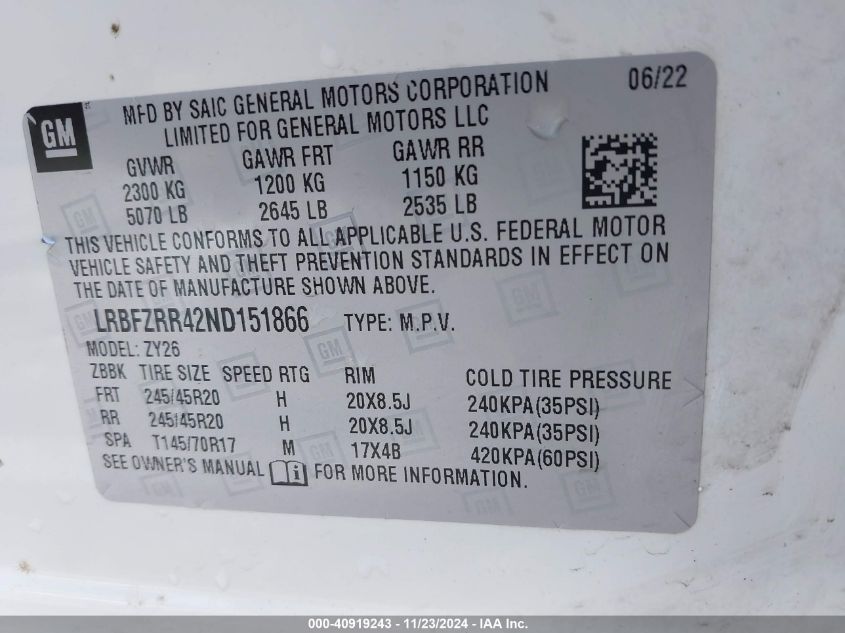 GM
MFD BY SAIC GENERAL MOTORS CORPORATION 06/22
LIMITED FOR GENERAL MOTORS LLC
GVWR GAWR FRT GAWR RR
2300 KG 1200 KG 1150 KG
5070 LB 2645 LB 2535 LB
THIS VEHICLE CONFORMS TO ALL APPLICABLE U.S. FEDERAL MOTOR
VEHICLE SAFETY AND THEFT PREVENTION STANDARDS IN EFFECT ON
THE DATE OF MANUFACTURE SHOWN ABOVE.
LRBFZRR42ND151866 TYPE: M.P.V.
MODEL: ZY26
ZBBK TIRE SIZE SPEED RTG RIM COLD TIRE PRESSURE
FRT 245/45R20 H 20X8.5J 240KPA(35PSI)
RR 245/45R20 H 20X8.5J 240KPA(35PSI)
SPA T145/70R17 M 17X4B 420KPA(60PSI)
SEE OWNER'S MANUAL FOR MORE INFORMATION.
000-40919243 - 11/23/2024 - IAA Inc.